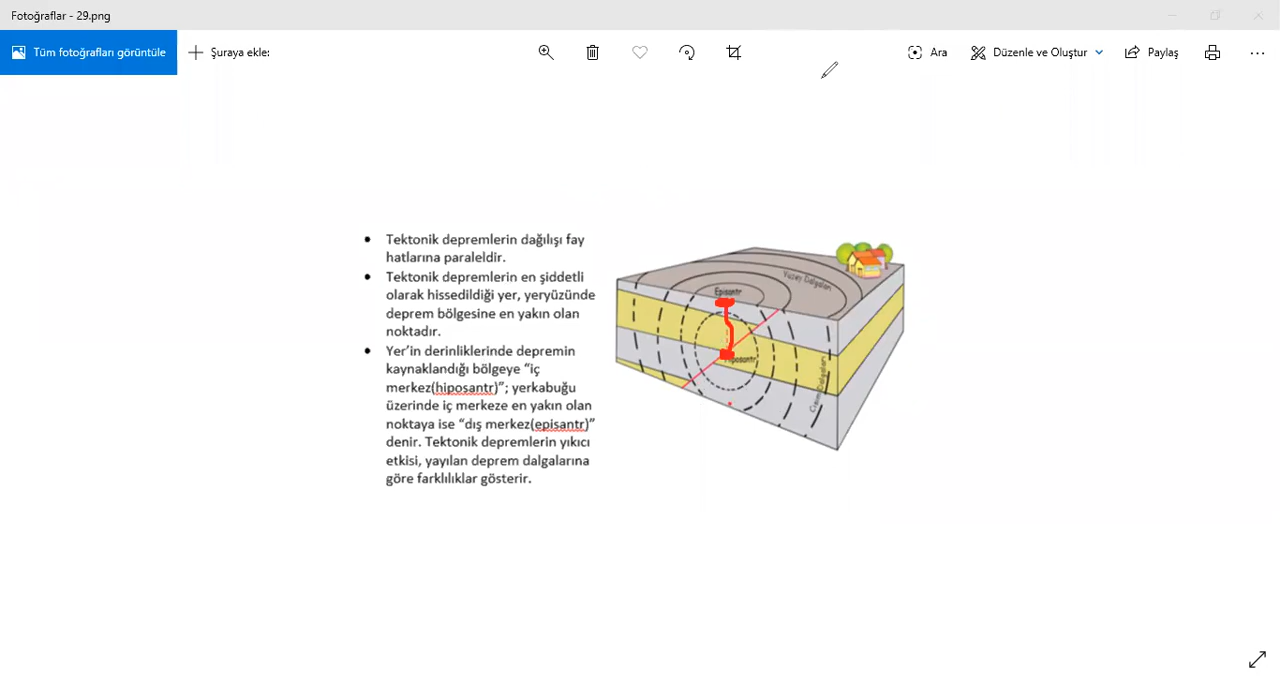 Fotoğraflar - 29.png
Tüm fotoğrafları görüntüle
Şuraya ekle:
Ara
Düzenle ve Oluştur
Paylaş
Tektonik depremlerin dağılışı fay
hatlarına paraleldir.
Tektonik depremlerin en şiddetli
olarak hissedildiği yer, yeryüzünde
deprem bölgesine en yakın olan
noktadır.
Yer'in derinliklerinde depremin
kaynaklandığı bölgeye "iç
merkez(hiposantr)"; yerkabuğu
üzerinde iç merkeze en yakın olan
noktaya ise "dış merkez(episantr)"
denir. Tektonik depremlerin yıkıcı
etkisi, yayılan deprem dalgalarına
göre farklılıklar gösterir.
Yüzey Dalgaları
Episantr
Hiposantr
Cisim Dalgaları